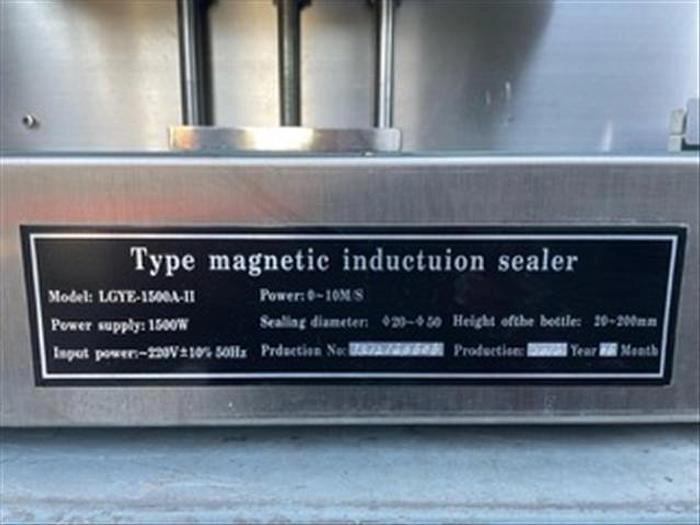 Type magnetic inductuion sealer
Model: LGYE-1500A-II Power: 0~10M/S
Power supply: 1500W Sealing diameter: Φ20~Φ50 Height ofthe bottle: 20~200mm
Input power:~220V±10% 50Hz Prduction No: Production: Year Month